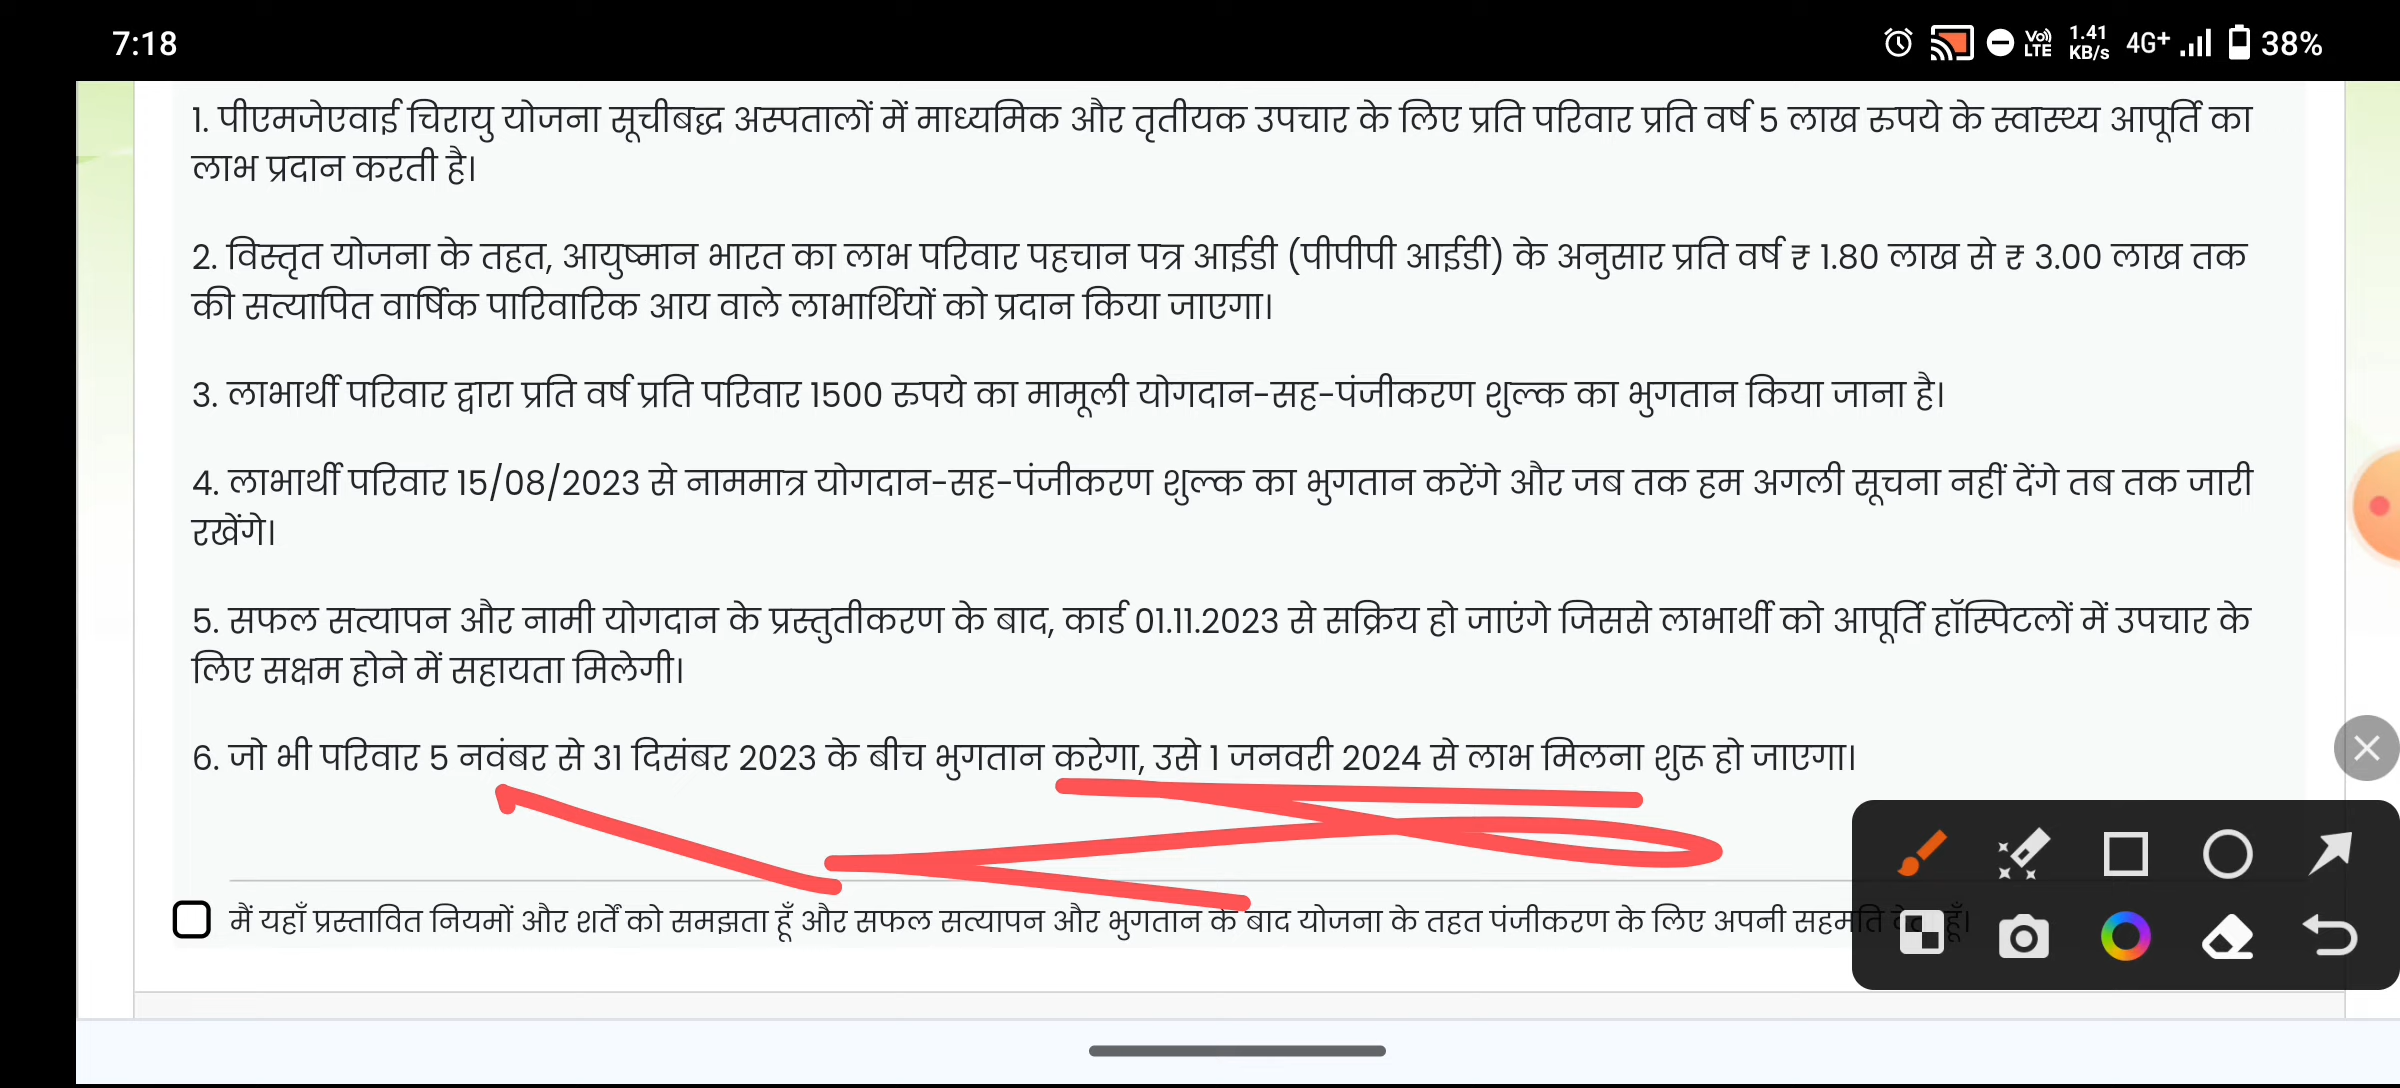 7:18
Vo)) LTE 1.41 KB/s 4G+ 38%
1. पीएमजेएवाई चिरायु योजना सूचीबद्ध अस्पतालों में माध्यमिक और तृतीयक उपचार के लिए प्रति परिवार प्रति वर्ष 5 लाख रुपये के स्वास्थ्य आपूर्ति का
लाभ प्रदान करती है।
2. विस्तृत योजना के तहत, आयुष्मान भारत का लाभ परिवार पहचान पत्र आईडी (पीपीपी आईडी) के अनुसार प्रति वर्ष ₹ 1.80 लाख से ₹ 3.00 लाख तक
की सत्यापित वार्षिक पारिवारिक आय वाले लाभार्थियों को प्रदान किया जाएगा।
3. लाभार्थी परिवार द्वारा प्रति वर्ष प्रति परिवार 1500 रुपये का मामूली योगदान-सह-पंजीकरण शुल्क का भुगतान किया जाना है।
4. लाभार्थी परिवार 15/08/2023 से नाममात्र योगदान-सह-पंजीकरण शुल्क का भुगतान करेंगे और जब तक हम अगली सूचना नहीं देंगे तब तक जारी
रखेंगे।
5. सफल सत्यापन और नामी योगदान के प्रस्तुतीकरण के बाद, कार्ड 01.11.2023 से सक्रिय हो जाएंगे जिससे लाभार्थी को आपूर्ति हॉस्पिटलों में उपचार के
लिए सक्षम होने में सहायता मिलेगी।
6. जो भी परिवार 5 नवंबर से 31 दिसंबर 2023 के बीच भुगतान करेगा, उसे 1 जनवरी 2024 से लाभ मिलना शुरू हो जाएगा।
मैं यहाँ प्रस्तावित नियमों और शर्तों को समझता हूँ और सफल सत्यापन और भुगतान के बाद योजना के तहत पंजीकरण के लिए अपनी सहमति हूँ।